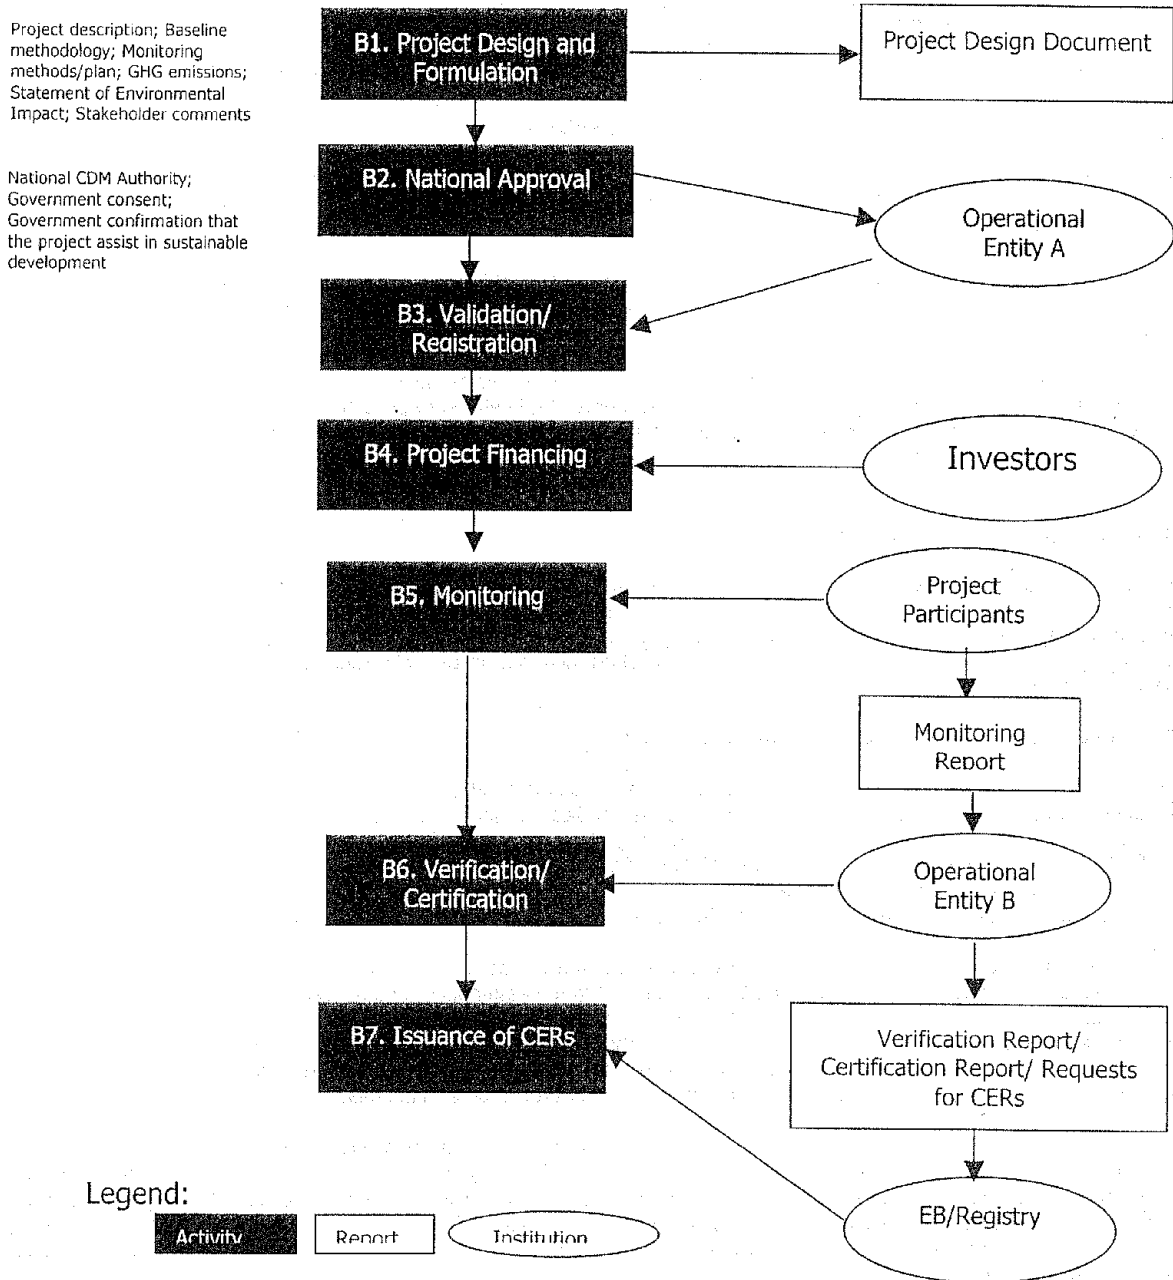 Project description; Baseline
methodology; Monitoring
methods/plan; GHG emissions;
Statement of Environmental
Impact; Stakeholder comments
B1. Project Design and
Formulation
Project Design Document
National CDM Authority;
Government consent;
Government confirmation that
the project assist in sustainable
development
B2. National Approval
Operational
Entity A
B3. Validation/
Registration
B4. Project Financing
Investors
B5. Monitoring
Project
Participants
Monitoring
Report
B6. Verification/
Certification
Operational
Entity B
B7. Issuance of CERs
Verification Report/
Certification Report/ Requests
for CERs
EB/Registry
Legend:
Activity
Report
Institution